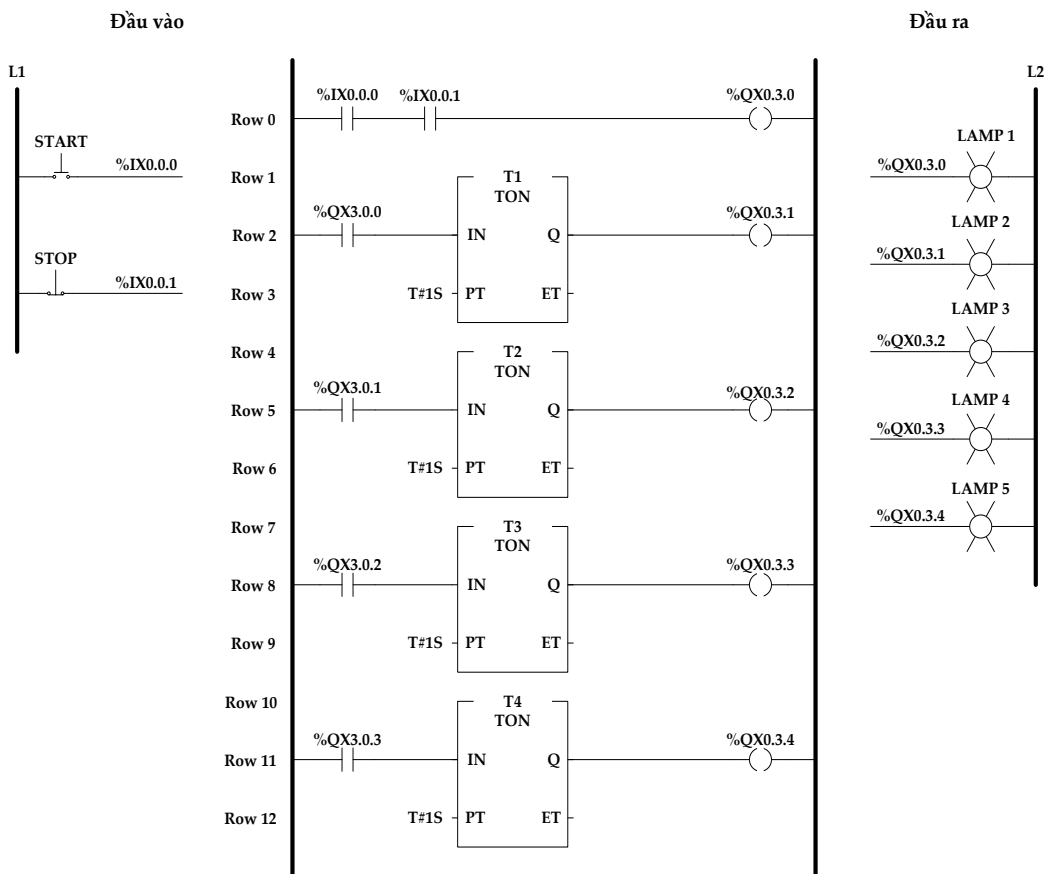 Đầu vào
Đầu ra
L1
L2
START
%IX0.0.0
STOP
%IX0.0.1
Row 0
%IX0.0.0 %IX0.0.1 %QX0.3.0
Row 1
T1
TON
Row 2
%QX3.0.0
IN Q
%QX0.3.1
Row 3
T#1S PT ET
Row 4
T2
TON
Row 5
%QX3.0.1
IN Q
%QX0.3.2
Row 6
T#1S PT ET
Row 7
T3
TON
Row 8
%QX3.0.2
IN Q
%QX0.3.3
Row 9
T#1S PT ET
Row 10
T4
TON
Row 11
%QX3.0.3
IN Q
%QX0.3.4
Row 12
T#1S PT ET
LAMP 1
%QX0.3.0
LAMP 2
%QX0.3.1
LAMP 3
%QX0.3.2
LAMP 4
%QX0.3.3
LAMP 5
%QX0.3.4